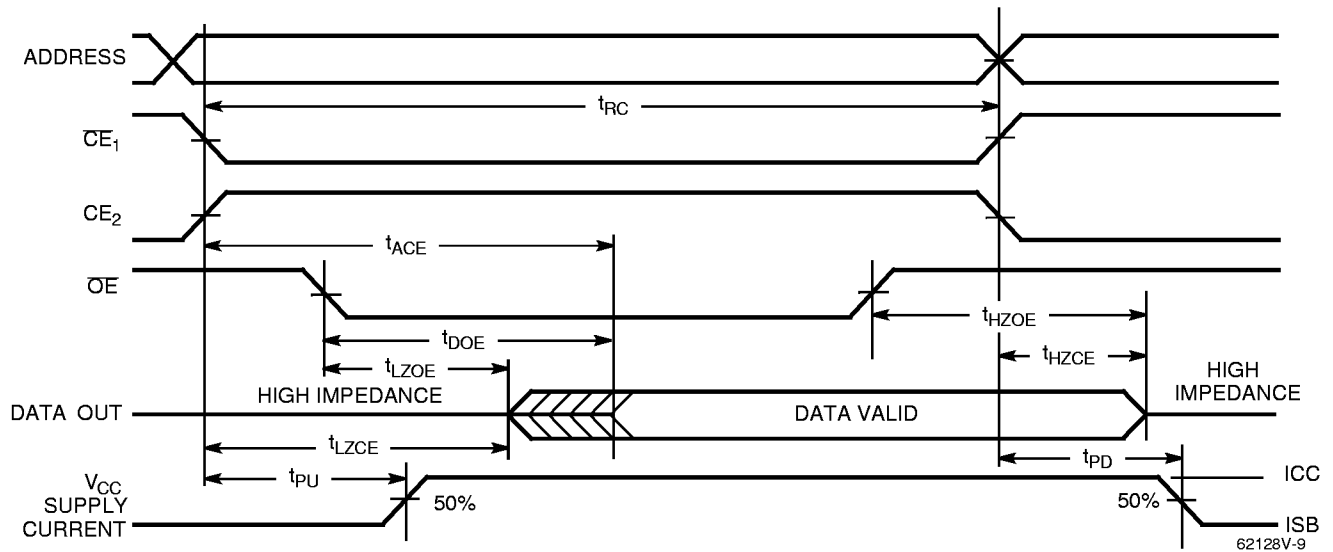 ADDRESS
tRC
CE1
CE2
tACE
OE
tHZOE
tDOE
tHZCE
tLZOE
HIGH IMPEDANCE
HIGH
IMPEDANCE
DATA OUT
DATA VALID
tLZCE
tPD
tPU
VCC
SUPPLY
CURRENT
50%
50%
ICC
ISB
62128V-9